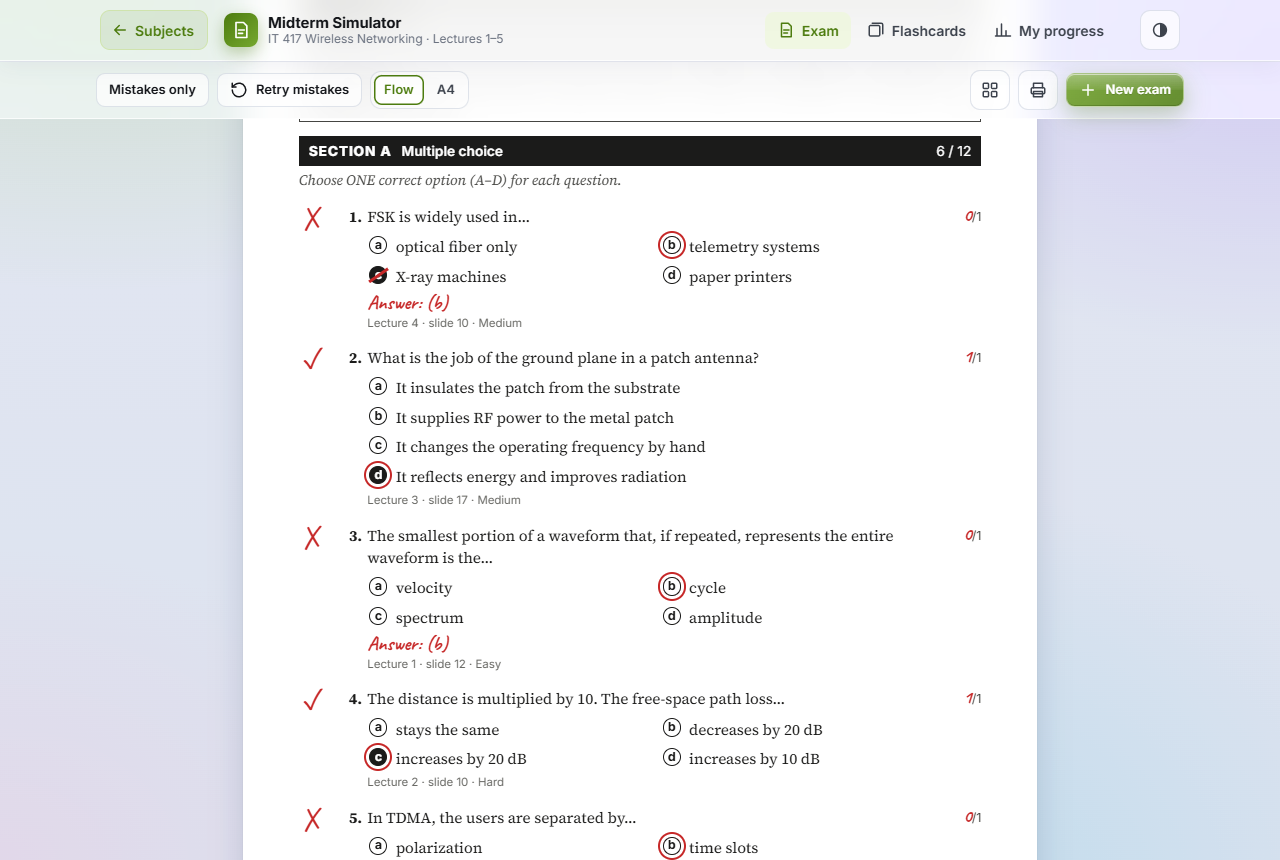 Subjects
Midterm Simulator
IT 417 Wireless Networking · Lectures 1–5
Exam
Flashcards
My progress
Mistakes only
Retry mistakes
Flow
A4
New exam
SECTION A Multiple choice 6 / 12
Choose ONE correct option (A–D) for each question.
1. FSK is widely used in... 0/1
a optical fiber only
b telemetry systems
c X-ray machines
d paper printers
Answer: (b)
Lecture 4 · slide 10 · Medium
2. What is the job of the ground plane in a patch antenna? 1/1
a It insulates the patch from the substrate
b It supplies RF power to the metal patch
c It changes the operating frequency by hand
d It reflects energy and improves radiation
Lecture 3 · slide 17 · Medium
3. The smallest portion of a waveform that, if repeated, represents the entire 0/1
waveform is the...
a velocity
b cycle
c spectrum
d amplitude
Answer: (b)
Lecture 1 · slide 12 · Easy
4. The distance is multiplied by 10. The free-space path loss... 1/1
a stays the same
b decreases by 20 dB
c increases by 20 dB
d increases by 10 dB
Lecture 2 · slide 10 · Hard
5. In TDMA, the users are separated by... 0/1
a polarization
b time slots